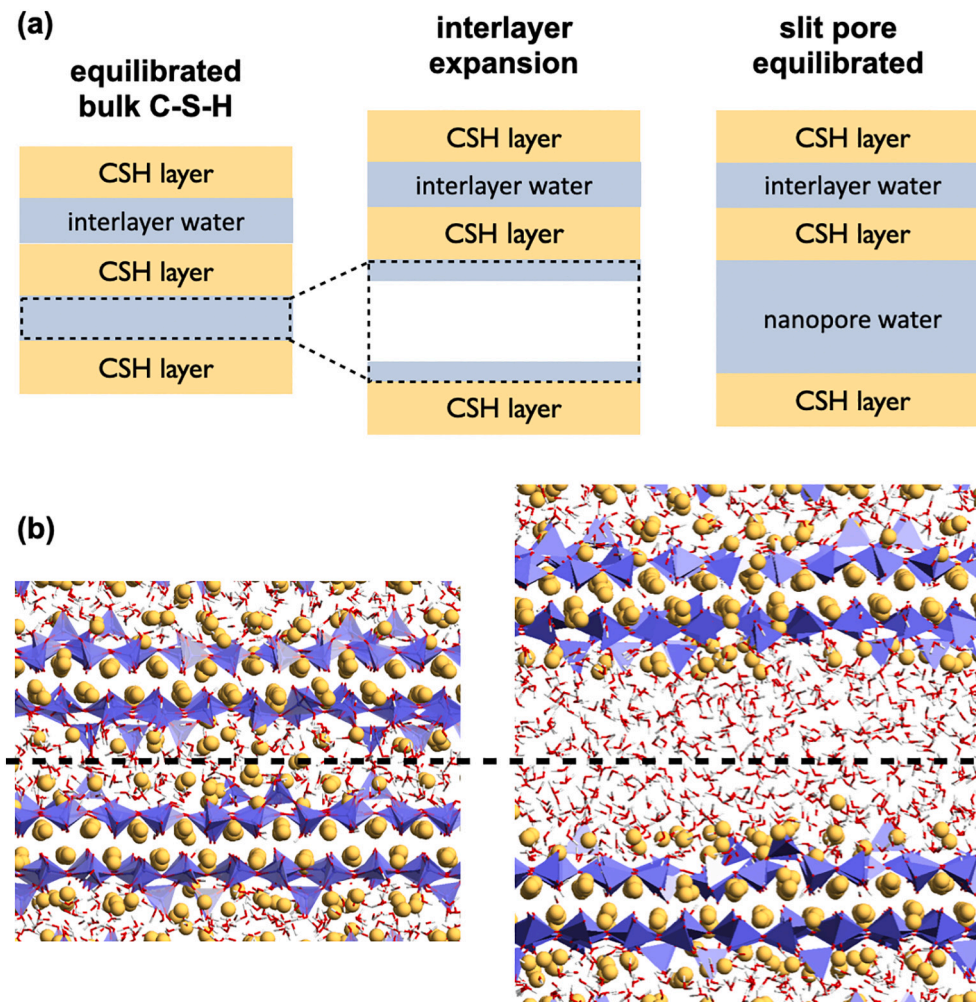 (a)
equilibrated
bulk C-S-H
CSH layer
interlayer water
CSH layer
CSH layer
interlayer
expansion
CSH layer
interlayer water
CSH layer
CSH layer
slit pore
equilibrated
CSH layer
interlayer water
CSH layer
nanopore water
CSH layer
(b)